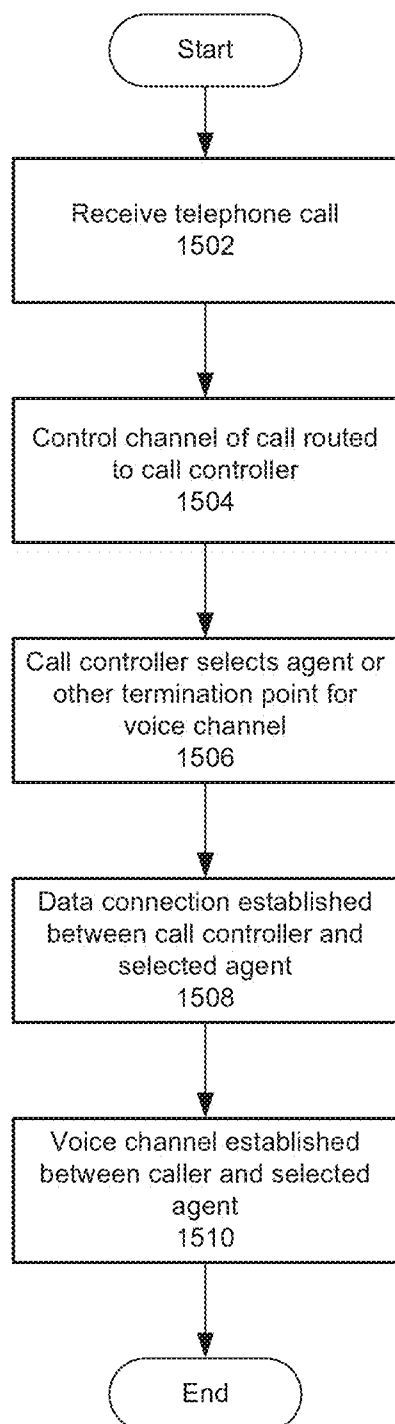 Start
Receive telephone call
1502
Control channel of call routed
to call controller
1504
Call controller selects agent or
other termination point for
voice channel
1506
Data connection established
between call controller and
selected agent
1508
Voice channel established
between caller and selected
agent
1510
End